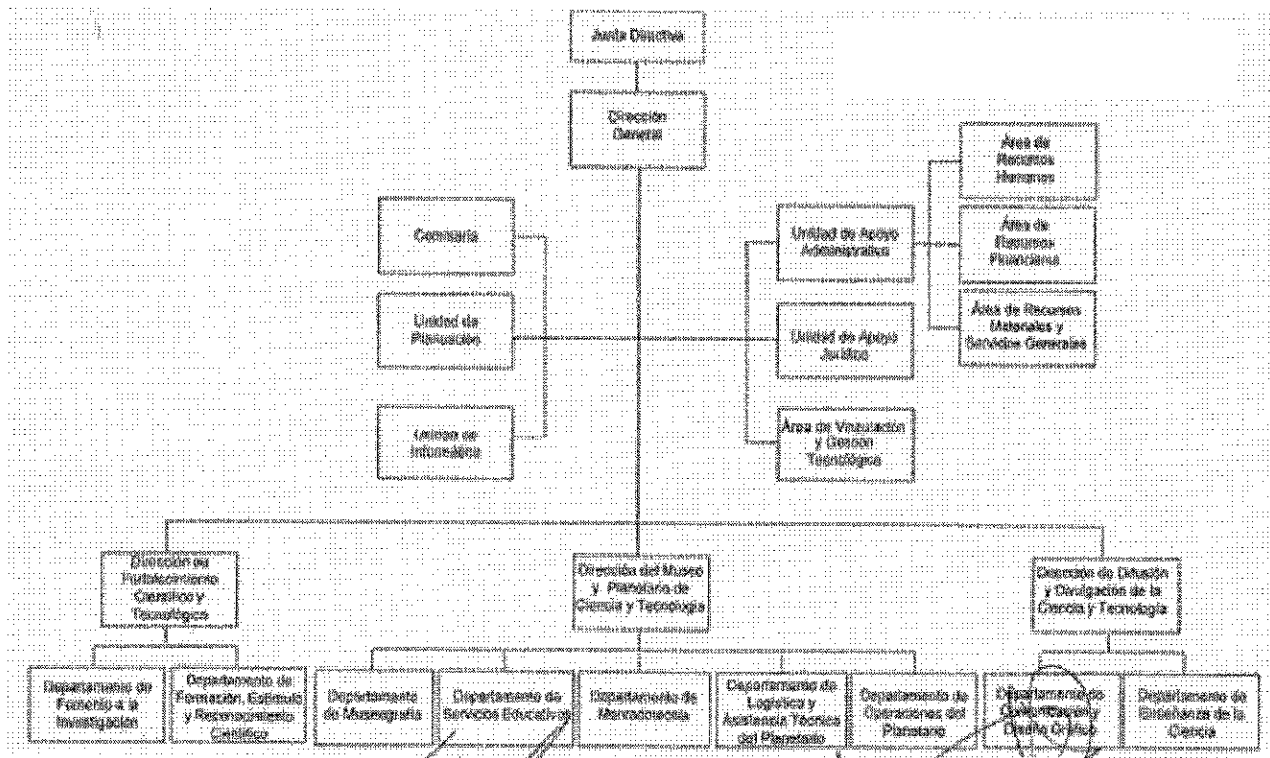 Junta Directiva
Dirección
General
Área de
Recursos
Humanos
Comisaría
Unidad de Apoyo
Administrativo
Área de
Recursos
Financieros
Unidad de
Planeación
Unidad de Apoyo
Jurídico
Área de Recursos
Materiales y
Servicios Generales
Unidad de
Informática
Área de Vinculación
y Gestión
Tecnológica
Dirección de
Fortalecimiento
Científico y
Tecnológico
Dirección del Museo
y Planetario de
Ciencia y Tecnología
Dirección de Difusión
y Divulgación de la
Ciencia y Tecnología
Departamento de
Fomento a la
Investigación
Departamento de
Formación, Estímulo
y Reconocimiento
Científico
Departamento
de Museografía
Departamento de
Servicios Educativos
Departamento de
Mercadotecnia
Departamento de
Logística y
Asistencia Técnica
del Planetario
Departamento de
Operaciones del
Planetario
Departamento de
y
Diseño Gráfico
Departamento de
Enseñanza de la
Ciencia